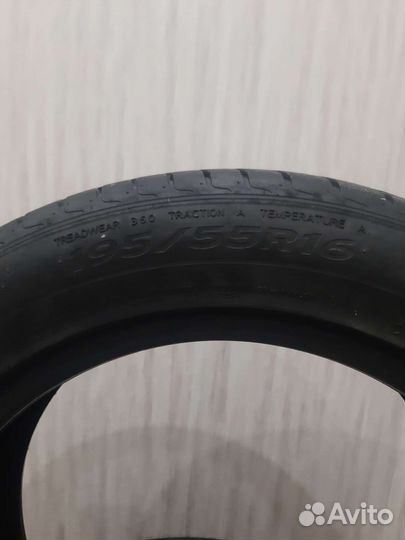 TREADWEAR 360 TRACTION A TEMPERATURE A
195/55R16
Avito